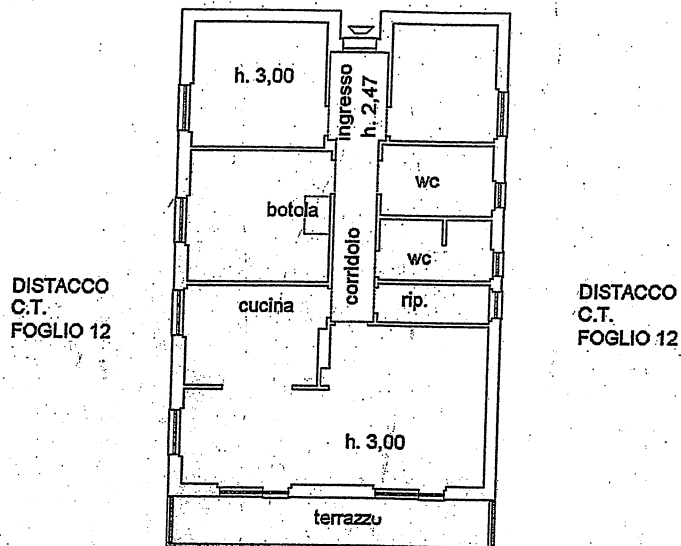 h. 3,00
ingresso
h. 2,47
wc
botola
wc
corridoio
cucina
rip.
DISTACCO
C.T.
FOGLIO 12
DISTACCO
C.T.
FOGLIO 12
h. 3,00
terrazzo